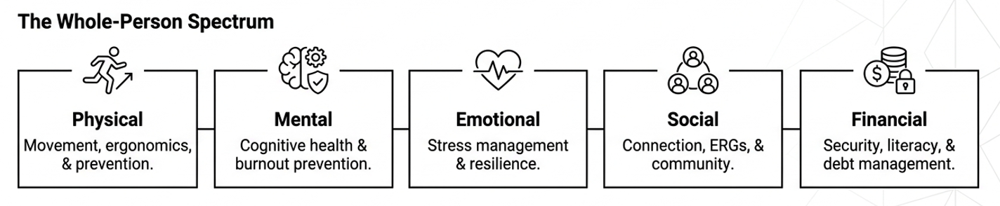 The Whole-Person Spectrum
Physical
Movement, ergonomics,
& prevention.
Mental
Cognitive health &
burnout prevention.
Emotional
Stress management
& resilience.
Social
Connection, ERGs, &
community.
$
Financial
Security, literacy, &
debt management.